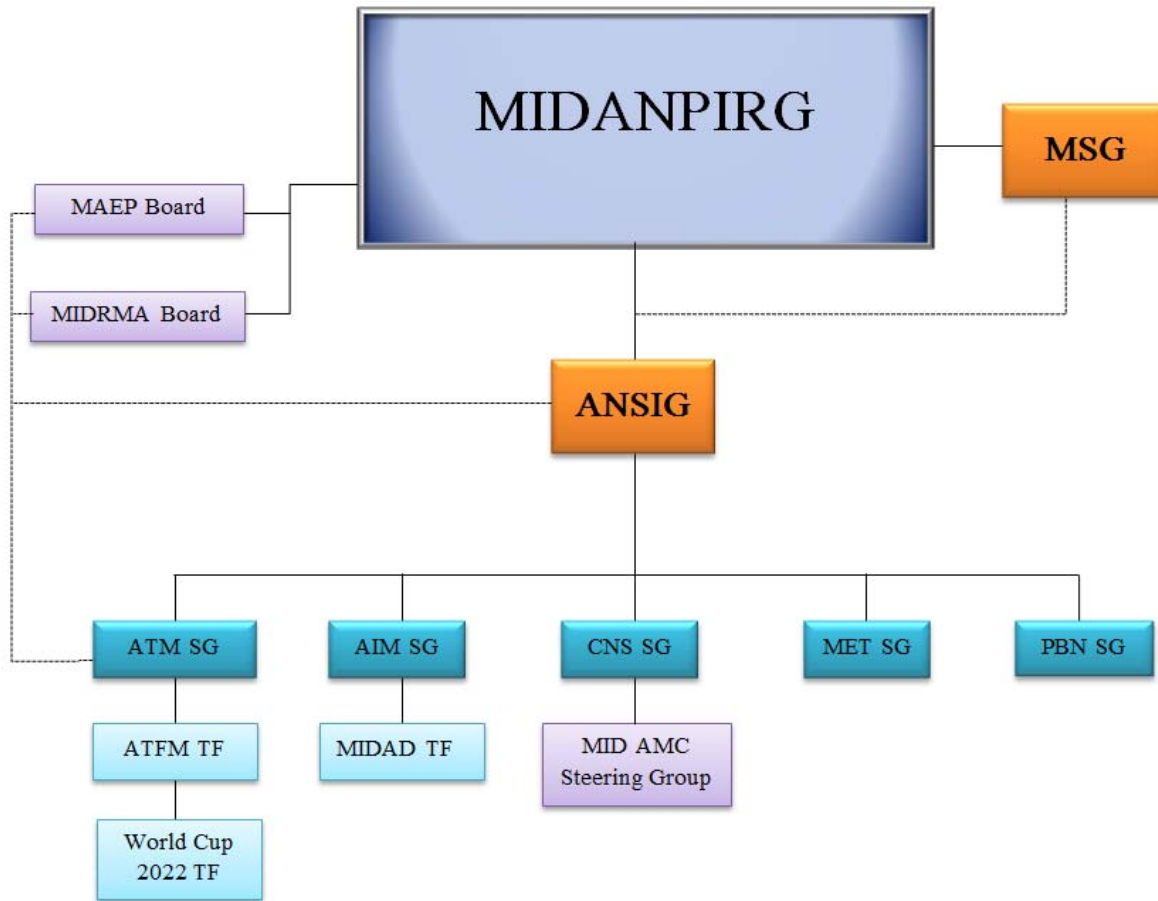 MIDANPIRG
MSG
MAEP Board
MIDRMA Board
ANSIG
ATM SG
AIM SG
CNS SG
MET SG
PBN SG
ATFM TF
MIDAD TF
MID AMC
Steering Group
World Cup
2022 TF